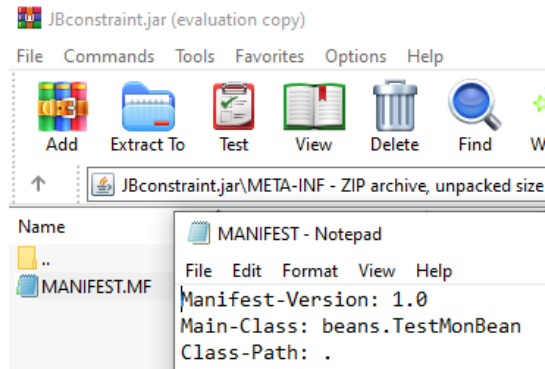 JBconstraint.jar (evaluation copy)
File Commands Tools Favorites Options Help
Add Extract To Test View Delete Find W
JBconstraint.jar\META-INF - ZIP archive, unpacked size
Name
..
MANIFEST.MF
MANIFEST - Notepad
File Edit Format View Help
Manifest-Version: 1.0
Main-Class: beans.TestMonBean
Class-Path: .